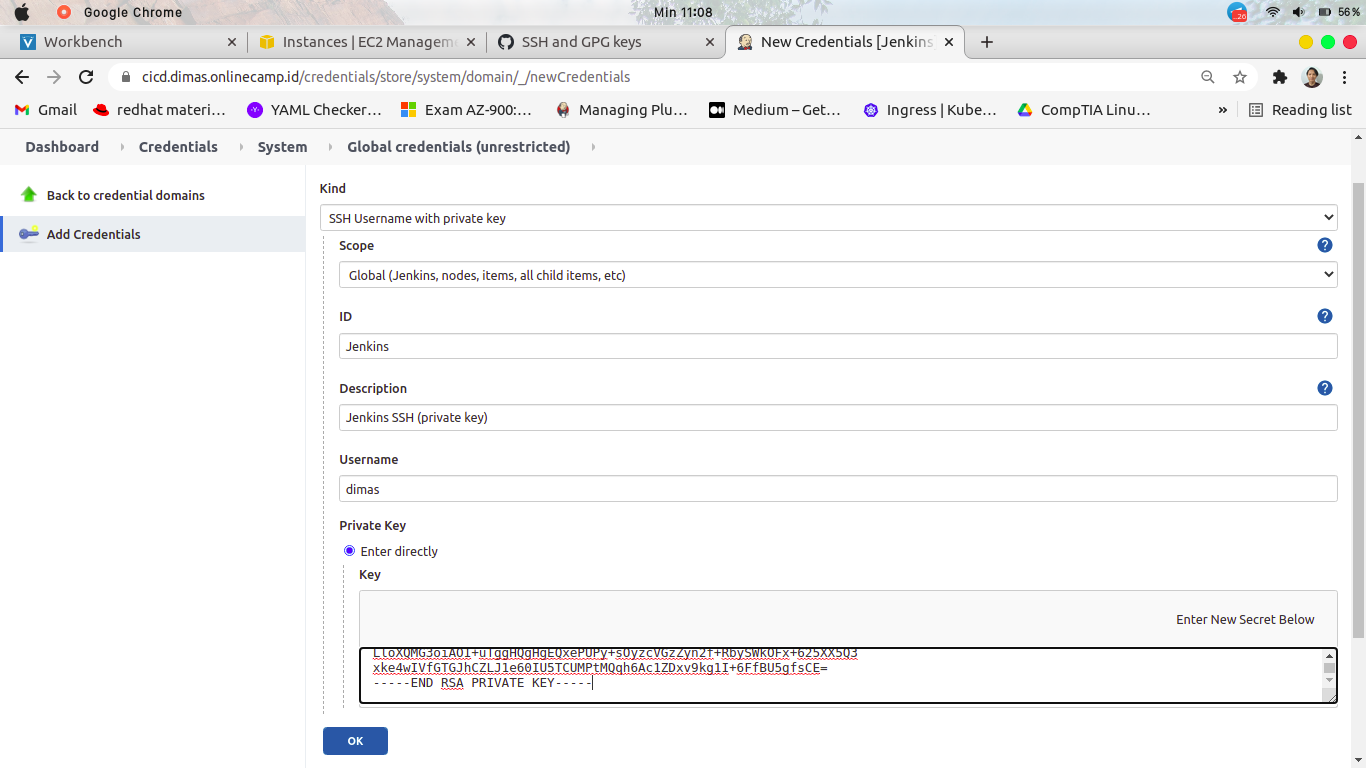 Google Chrome
Min 11:08
26
56%
Workbench
Instances | EC2 Managem
SSH and GPG keys
New Credentials [Jenkins
cicd.dimas.onlinecamp.id/credentials/store/system/domain/_/newCredentials
Gmail
redhat materi...
YAML Checker...
Exam AZ-900:...
Managing Plu...
Medium – Get...
Ingress | Kube...
CompTIA Linu...
»
Reading list
Dashboard
Credentials
System
Global credentials (unrestricted)
Back to credential domains
Add Credentials
Kind
SSH Username with private key
Scope
Global (Jenkins, nodes, items, all child items, etc)
ID
Jenkins
Description
Jenkins SSH (private key)
Username
dimas
Private Key
Enter directly
Key
Enter New Secret Below
xke4wIVfGTGJhCZLJ1e60IU5TCUMPtMQqh6Ac1ZDxv9kg1I+6FfBU5gfsCE=
-----END RSA PRIVATE KEY-----
OK